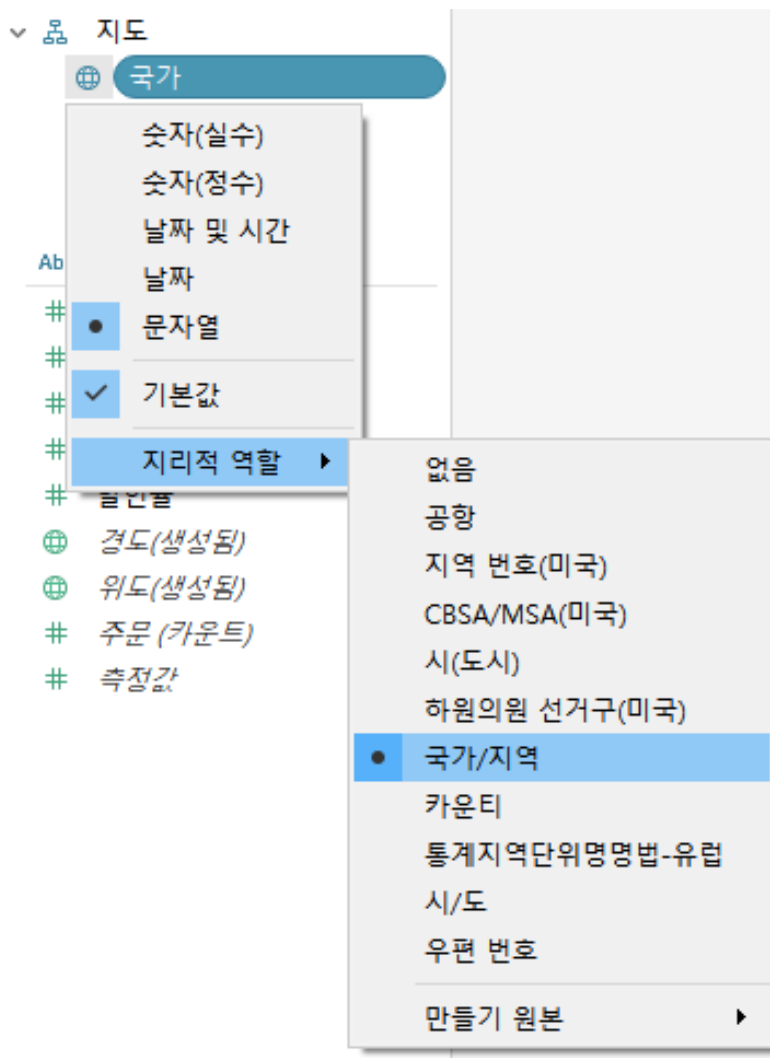 지도
국가
숫자(실수)
숫자(정수)
날짜 및 시간
Ab
날짜
문자열
기본값
지리적 역할
할인율
경도(생성됨)
위도(생성됨)
주문 (카운트)
측정값
없음
공항
지역 번호(미국)
CBSA/MSA(미국)
시(도시)
하원의원 선거구(미국)
국가/지역
카운티
통계지역단위명명법-유럽
시/도
우편 번호
만들기 원본